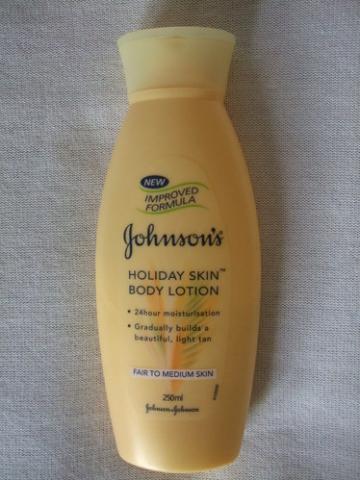 NEW
IMPROVED
FORMULA
Johnson's
HOLIDAY SKIN™
BODY LOTION
• 24hour moisturisation
• Gradually builds a
beautiful, light tan
FAIR TO MEDIUM SKIN
250ml
Johnson&Johnson